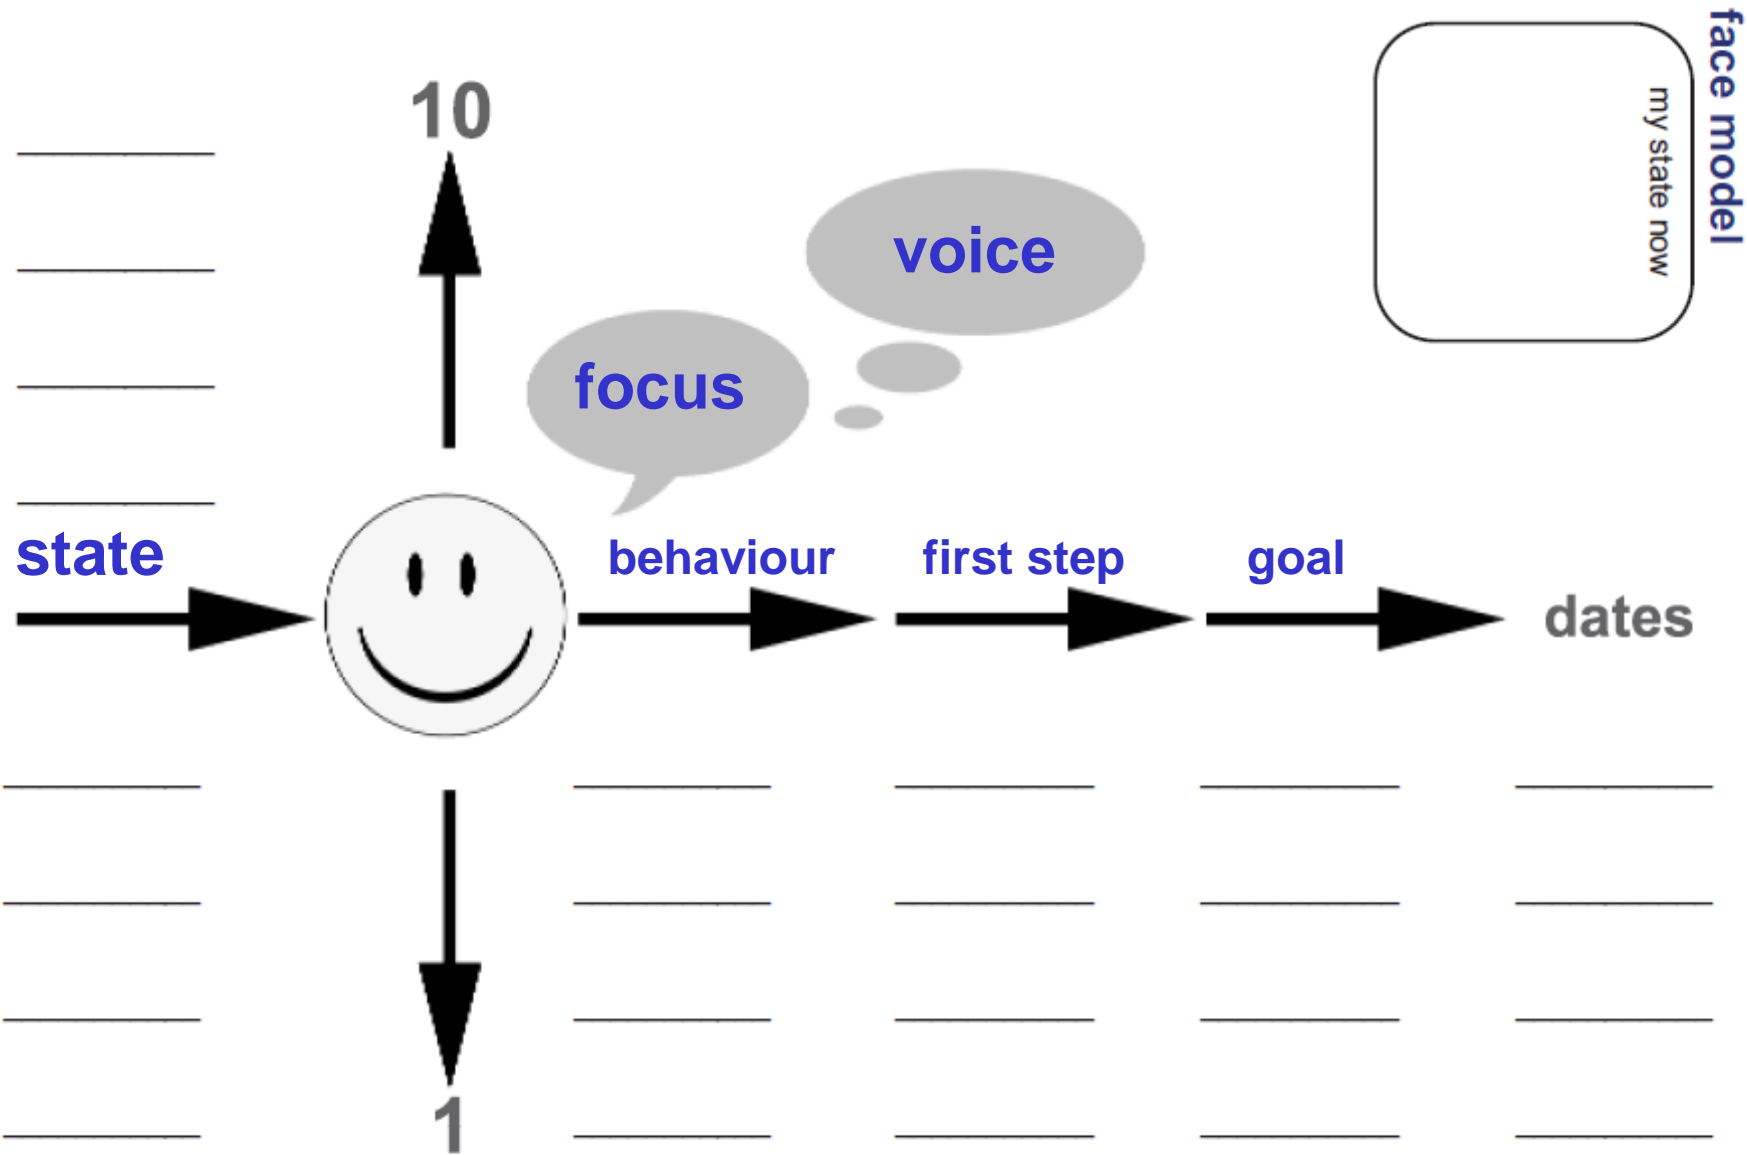 face model
my state now
10
voice
focus
state
behaviour
first step
goal
dates
1